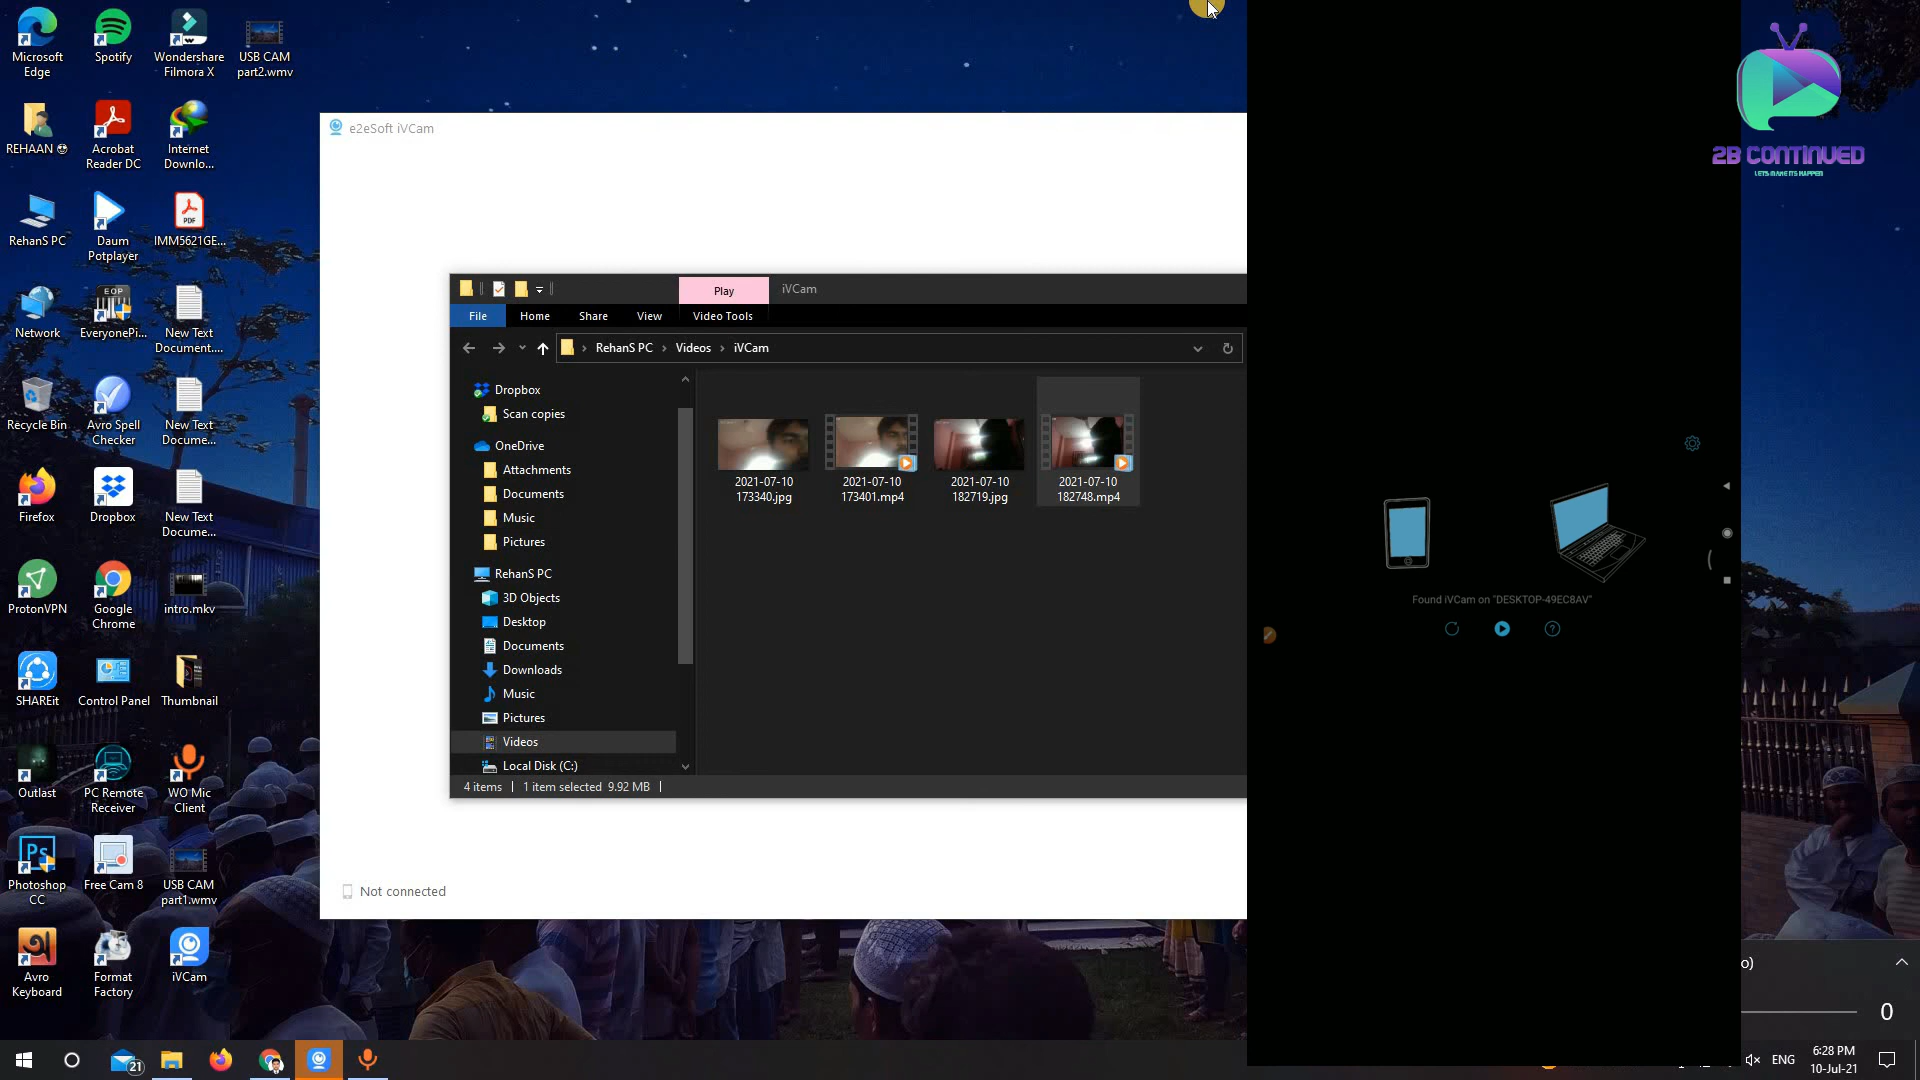 Microsoft
Edge
Spotify
Wondershare
Filmora X
USB CAM
part2.wmv
REHAAN
Acrobat
Reader DC
Internet
Downlo...
RehanS PC
Daum
Potplayer
PDF
IMM5621GE...
Network
EOP
EveryonePi...
New Text
Document....
Recycle Bin
Avro Spell
Checker
New Text
Docume...
Firefox
Dropbox
New Text
Docume...
ProtonVPN
Google
Chrome
intro.mkv
SHAREit
Control Panel
Thumbnail
Outlast
PC Remote
Receiver
WO Mic
Client
Ps
Photoshop
CC
Free Cam 8
USB CAM
part1.wmv
অ
Avro
Keyboard
Format
Factory
iVCam
e2eSoft iVCam
Play
iVCam
File
Home
Share
View
Video Tools
RehanS PC
Videos
iVCam
Dropbox
Scan copies
OneDrive
Attachments
Documents
Music
Pictures
RehanS PC
3D Objects
Desktop
Documents
Downloads
Music
Pictures
Videos
Local Disk (C:)
2021-07-10
173340.jpg
2021-07-10
173401.mp4
2021-07-10
182719.jpg
2021-07-10
182748.mp4
4 items
1 item selected 9.92 MB
Not connected
Found iVCam on "DESKTOP-49EC8AV"
?
2B CONTINUED
LETS MAKE ITS HAPPEN
o)
0
21
ENG
6:28 PM
10-Jul-21